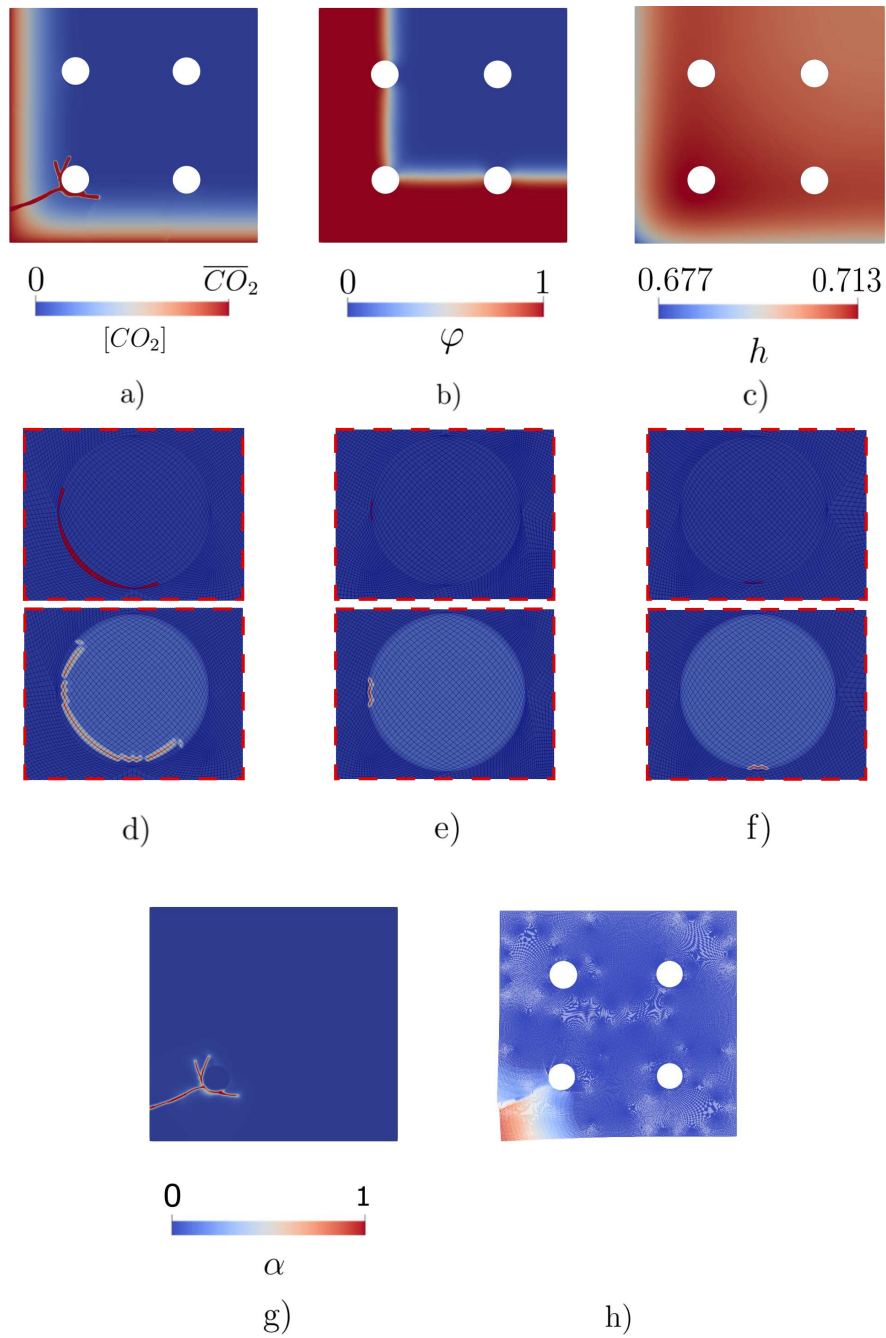 0 $\overline{CO}_2$ 0 1 0.677 0.713
$[CO_2]$ $\varphi$ $h$
a) b) c)
d) e) f)
0 1
$\alpha$
g) h)